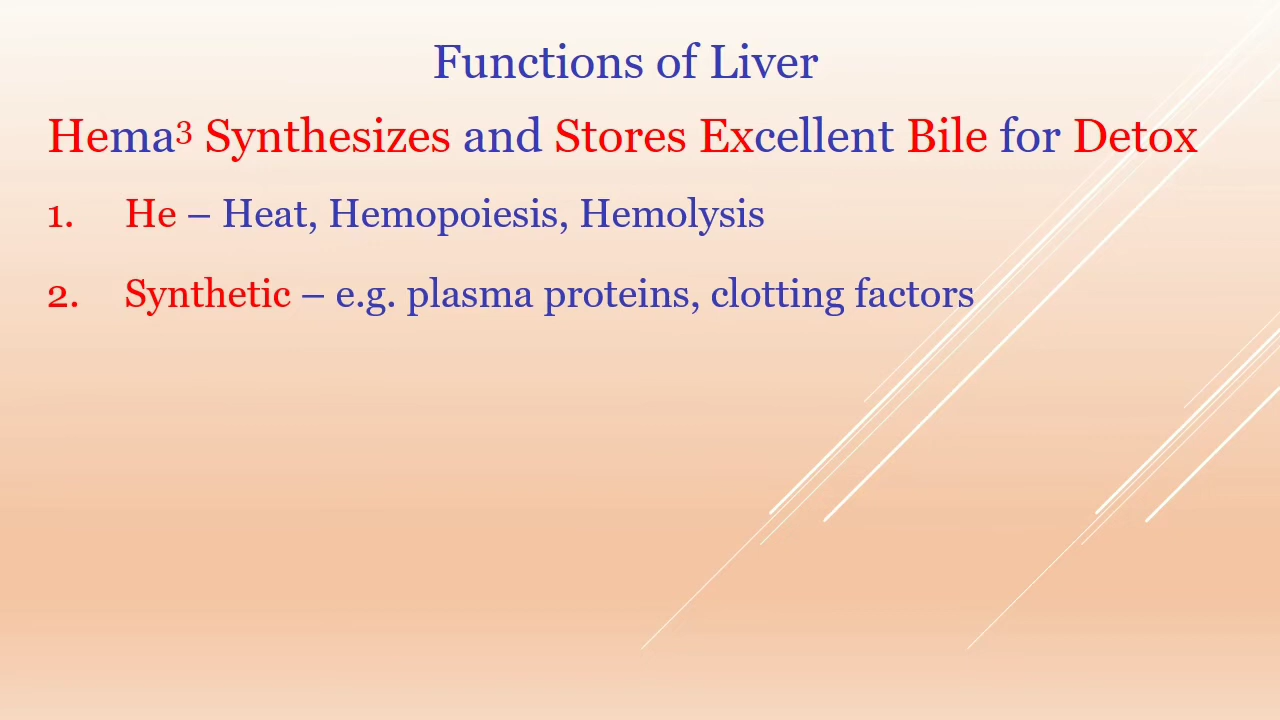 Functions of Liver
Hema³ Synthesizes and Stores Excellent Bile for Detox
1. He – Heat, Hemopoiesis, Hemolysis
2. Synthetic – e.g. plasma proteins, clotting factors